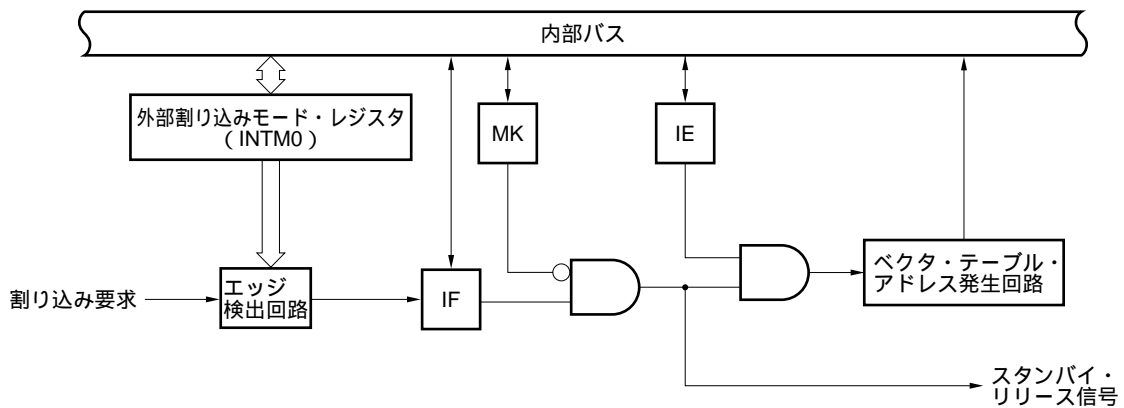 内部バス
外部割り込みモード・レジスタ
（INTM0）
MK
IE
割り込み要求
エッジ
検出回路
IF
ベクタ・テーブル・
アドレス発生回路
スタンバイ・
リリース信号